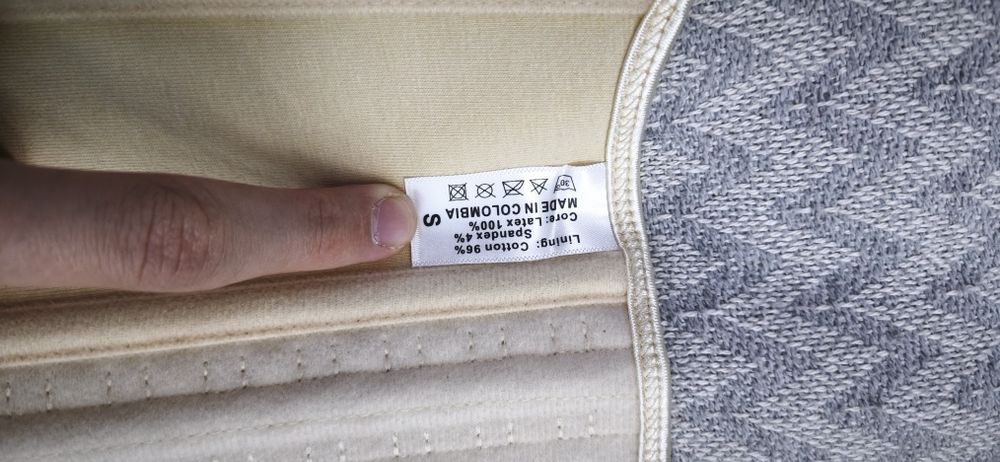 Lining: Cotton 96%
Spandex 4%
Core: Latex 100%
MADE IN COLOMBIA
S
30°